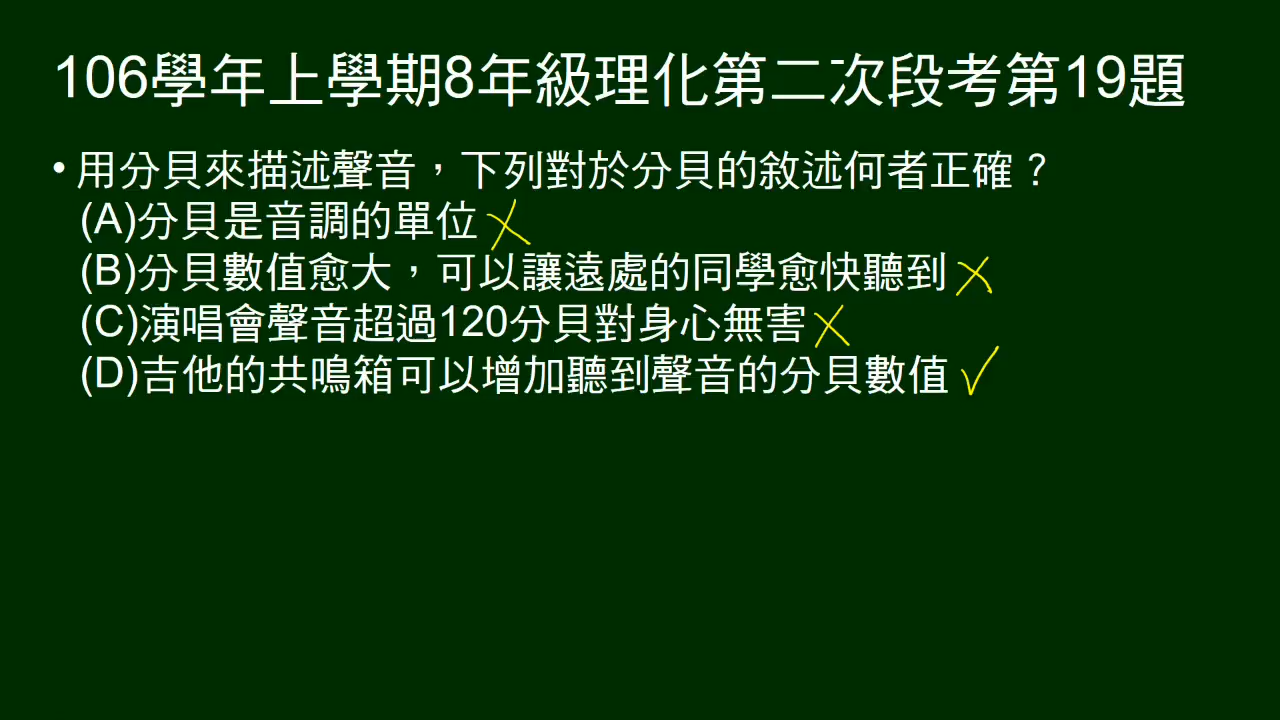 106學年上學期8年級理化第二次段考第19題
•用分貝來描述聲音，下列對於分貝的敘述何者正確？
(A)分貝是音調的單位 ✗
(B)分貝數值愈大，可以讓遠處的同學愈快聽到 ✗
(C)演唱會聲音超過120分貝對身心無害 ✗
(D)吉他的共鳴箱可以增加聽到聲音的分貝數值 ✓